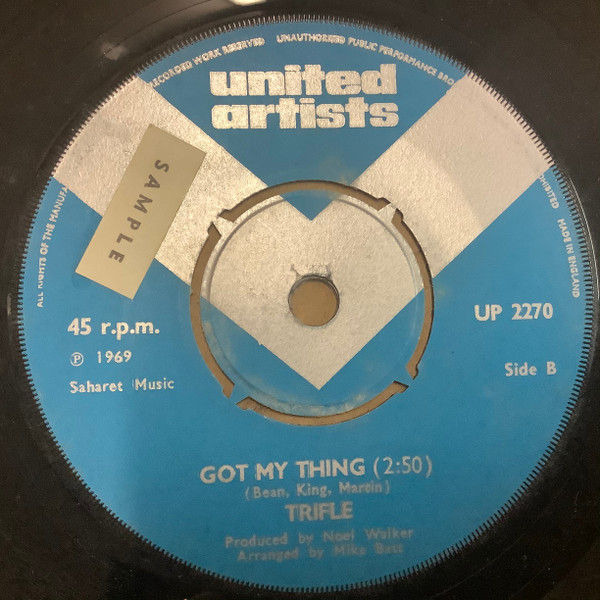 RECORDED WORK RESERVED UNAUTHORISED PUBLIC PERFORMANCE
united
artists
SAMPLE
ALL RIGHTS OF THE
MADE IN ENGLAND
45 r.p.m.
℗ 1969
Saharet Music
UP 2270
Side B
GOT MY THING (2:50)
(Bean, King, Martin)
TRIFLE
Produced by Noel Walker
Arranged by Mike Batt